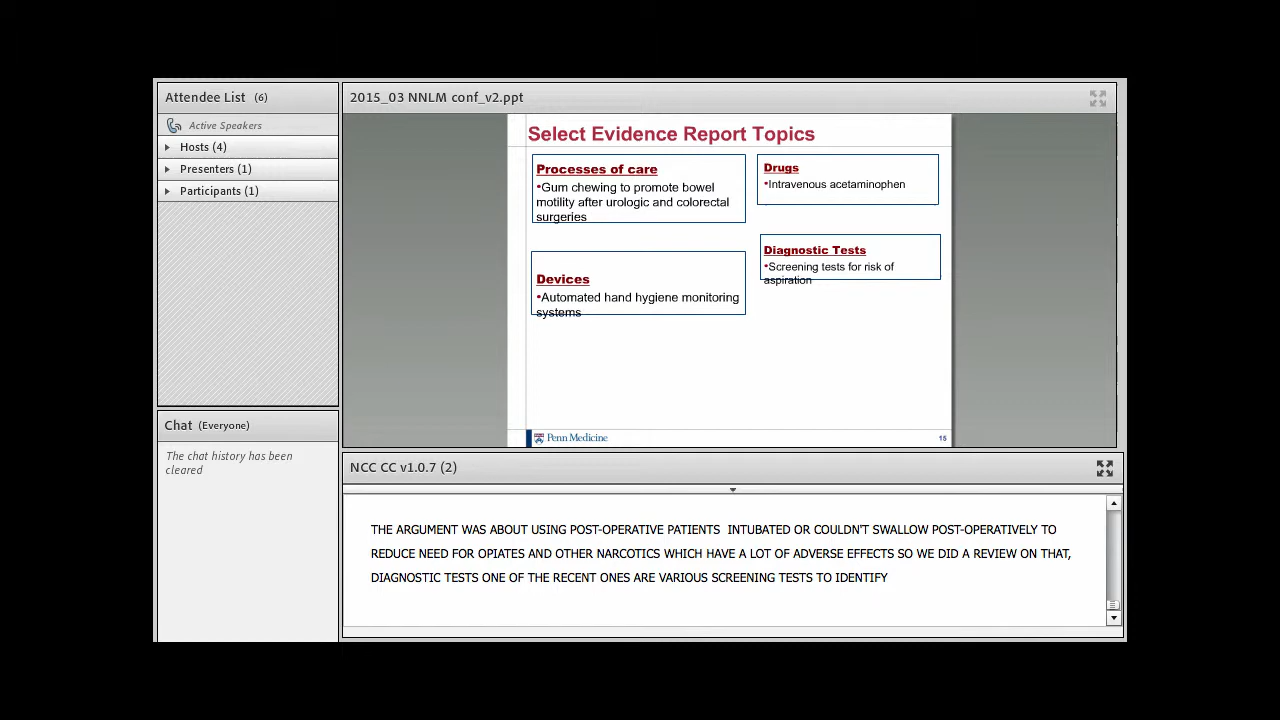 Attendee List (6)
Active Speakers
Hosts (4)
Presenters (1)
Participants (1)
Chat (Everyone)
The chat history has been
cleared
2015_03 NNLM conf_v2.ppt
Select Evidence Report Topics
Processes of care
•Gum chewing to promote bowel
motility after urologic and colorectal
surgeries
Drugs
•Intravenous acetaminophen
Devices
•Automated hand hygiene monitoring
systems
Diagnostic Tests
•Screening tests for risk of
aspiration
Penn Medicine
15
NCC CC v1.0.7 (2)
THE ARGUMENT WAS ABOUT USING POST-OPERATIVE PATIENTS  INTUBATED OR COULDN'T SWALLOW POST-OPERATIVELY TO
REDUCE NEED FOR OPIATES AND OTHER NARCOTICS WHICH HAVE A LOT OF ADVERSE EFFECTS SO WE DID A REVIEW ON THAT,
DIAGNOSTIC TESTS ONE OF THE RECENT ONES ARE VARIOUS SCREENING TESTS TO IDENTIFY